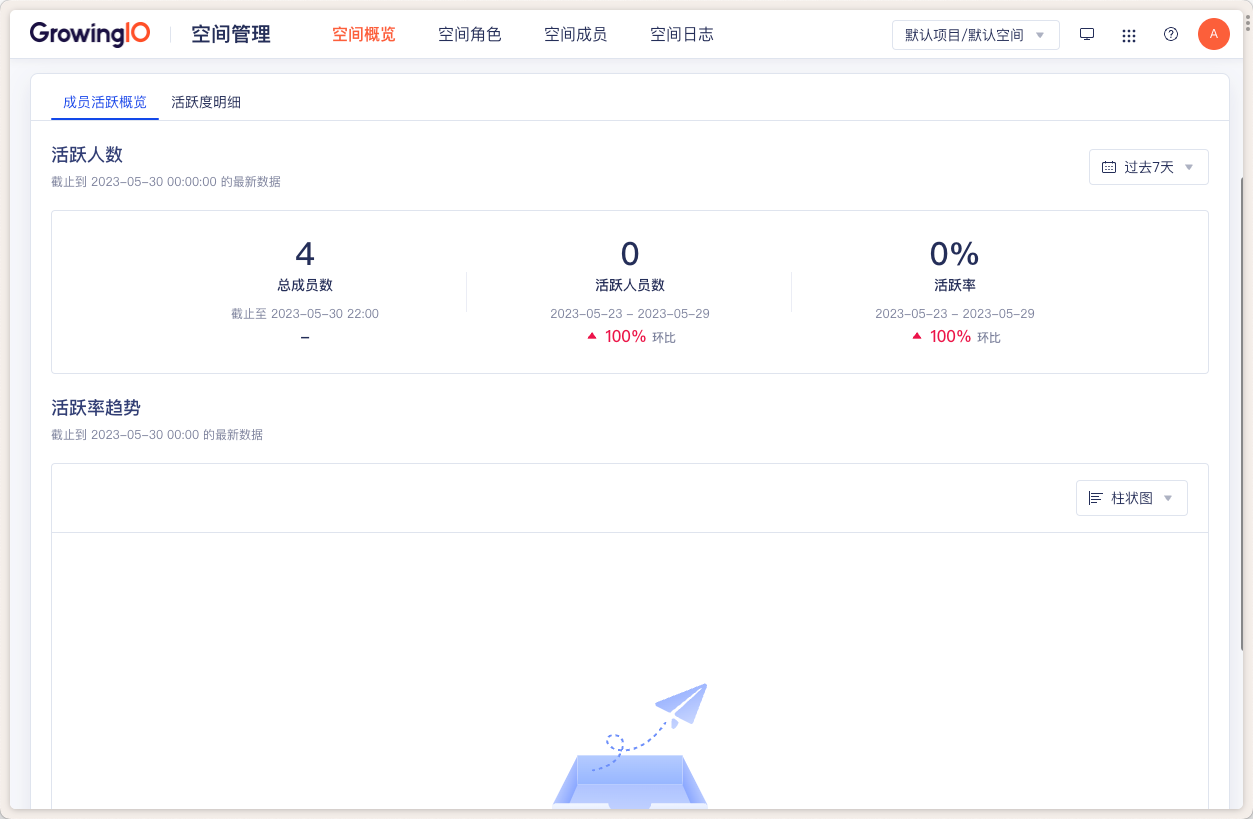 GrowingIO 空间管理 空间概览 空间角色 空间成员 空间日志 默认项目/默认空间 A
成员活跃概览 活跃度明细
活跃人数
截止到 2023-05-30 00:00:00 的最新数据
过去7天
4 0 0%
总成员数 活跃人员数 活跃率
截止至 2023-05-30 22:00 2023-05-23 - 2023-05-29 2023-05-23 - 2023-05-29
– 100% 环比 100% 环比
活跃率趋势
截止到 2023-05-30 00:00 的最新数据
柱状图